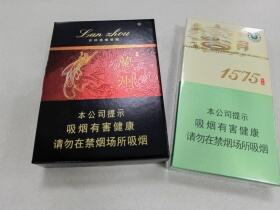 Lan zhou
蘭州
本公司提示
吸烟有害健康
请勿在禁烟场所吸烟
1575
本公司提示
吸烟有害健康
请勿在禁烟场所吸烟